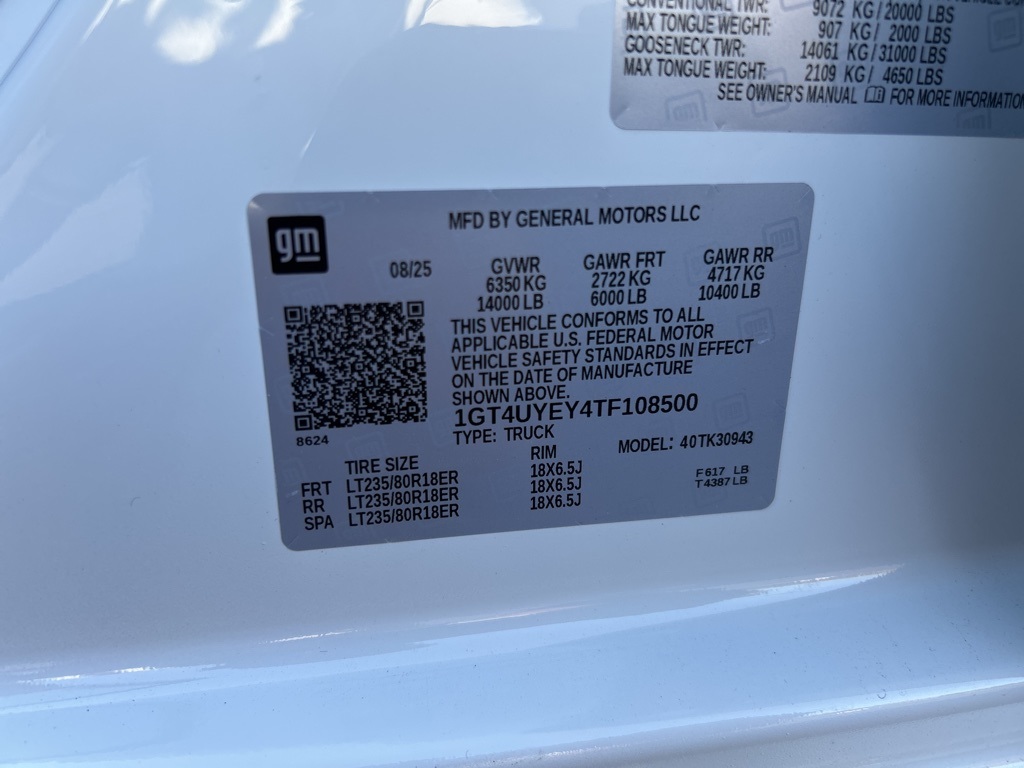 CONVENTIONAL TWR: 9072 KG/20000 LBS
MAX TONGUE WEIGHT: 907 KG/ 2000 LBS
GOOSENECK TWR: 14061 KG/31000 LBS
MAX TONGUE WEIGHT: 2109 KG/ 4650 LBS
SEE OWNER'S MANUAL FOR MORE INFORMATION
gm
MFD BY GENERAL MOTORS LLC
08/25
GVWR GAWR FRT GAWR RR
6350 KG 2722 KG 4717 KG
14000 LB 6000 LB 10400 LB
THIS VEHICLE CONFORMS TO ALL
APPLICABLE U.S. FEDERAL MOTOR
VEHICLE SAFETY STANDARDS IN EFFECT
ON THE DATE OF MANUFACTURE
SHOWN ABOVE.
1GT4UYEY4TF108500
8624
TYPE: TRUCK MODEL: 40TK30943
TIRE SIZE RIM
FRT LT235/80R18ER 18X6.5J
RR LT235/80R18ER 18X6.5J
SPA LT235/80R18ER 18X6.5J
F 617 LB
T 4387 LB